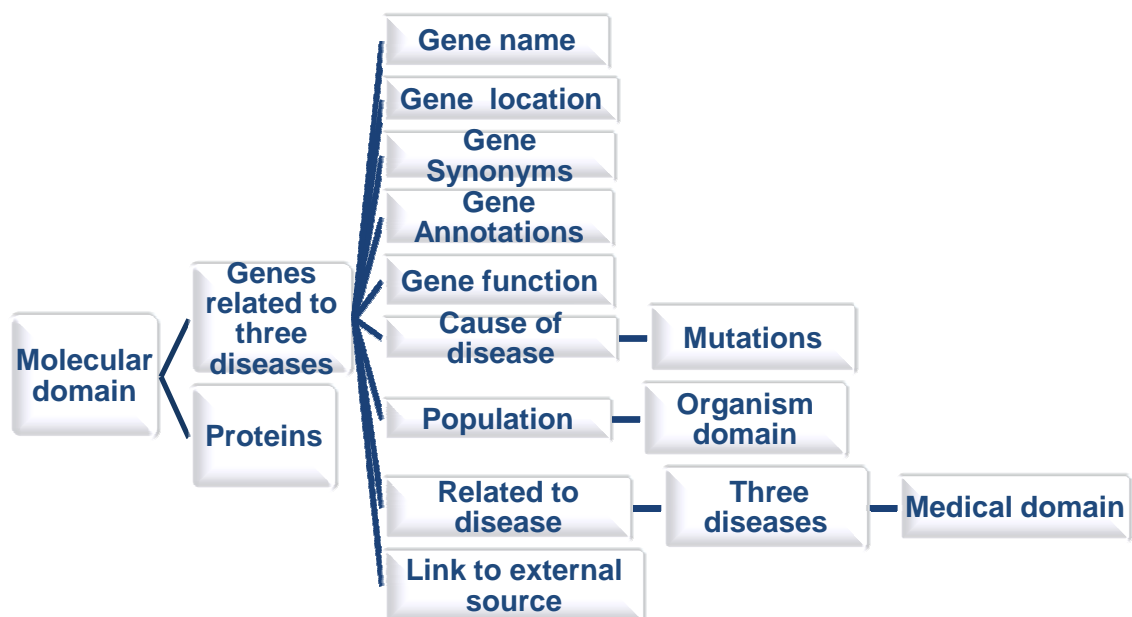 Gene name
Gene location
Gene
Synonyms
Gene
Annotations
Genes
related to
three
diseases
Gene function
Cause of
disease
Mutations
Molecular
domain
Proteins
Population
Organism
domain
Related to
disease
Three
diseases
Medical domain
Link to external
source